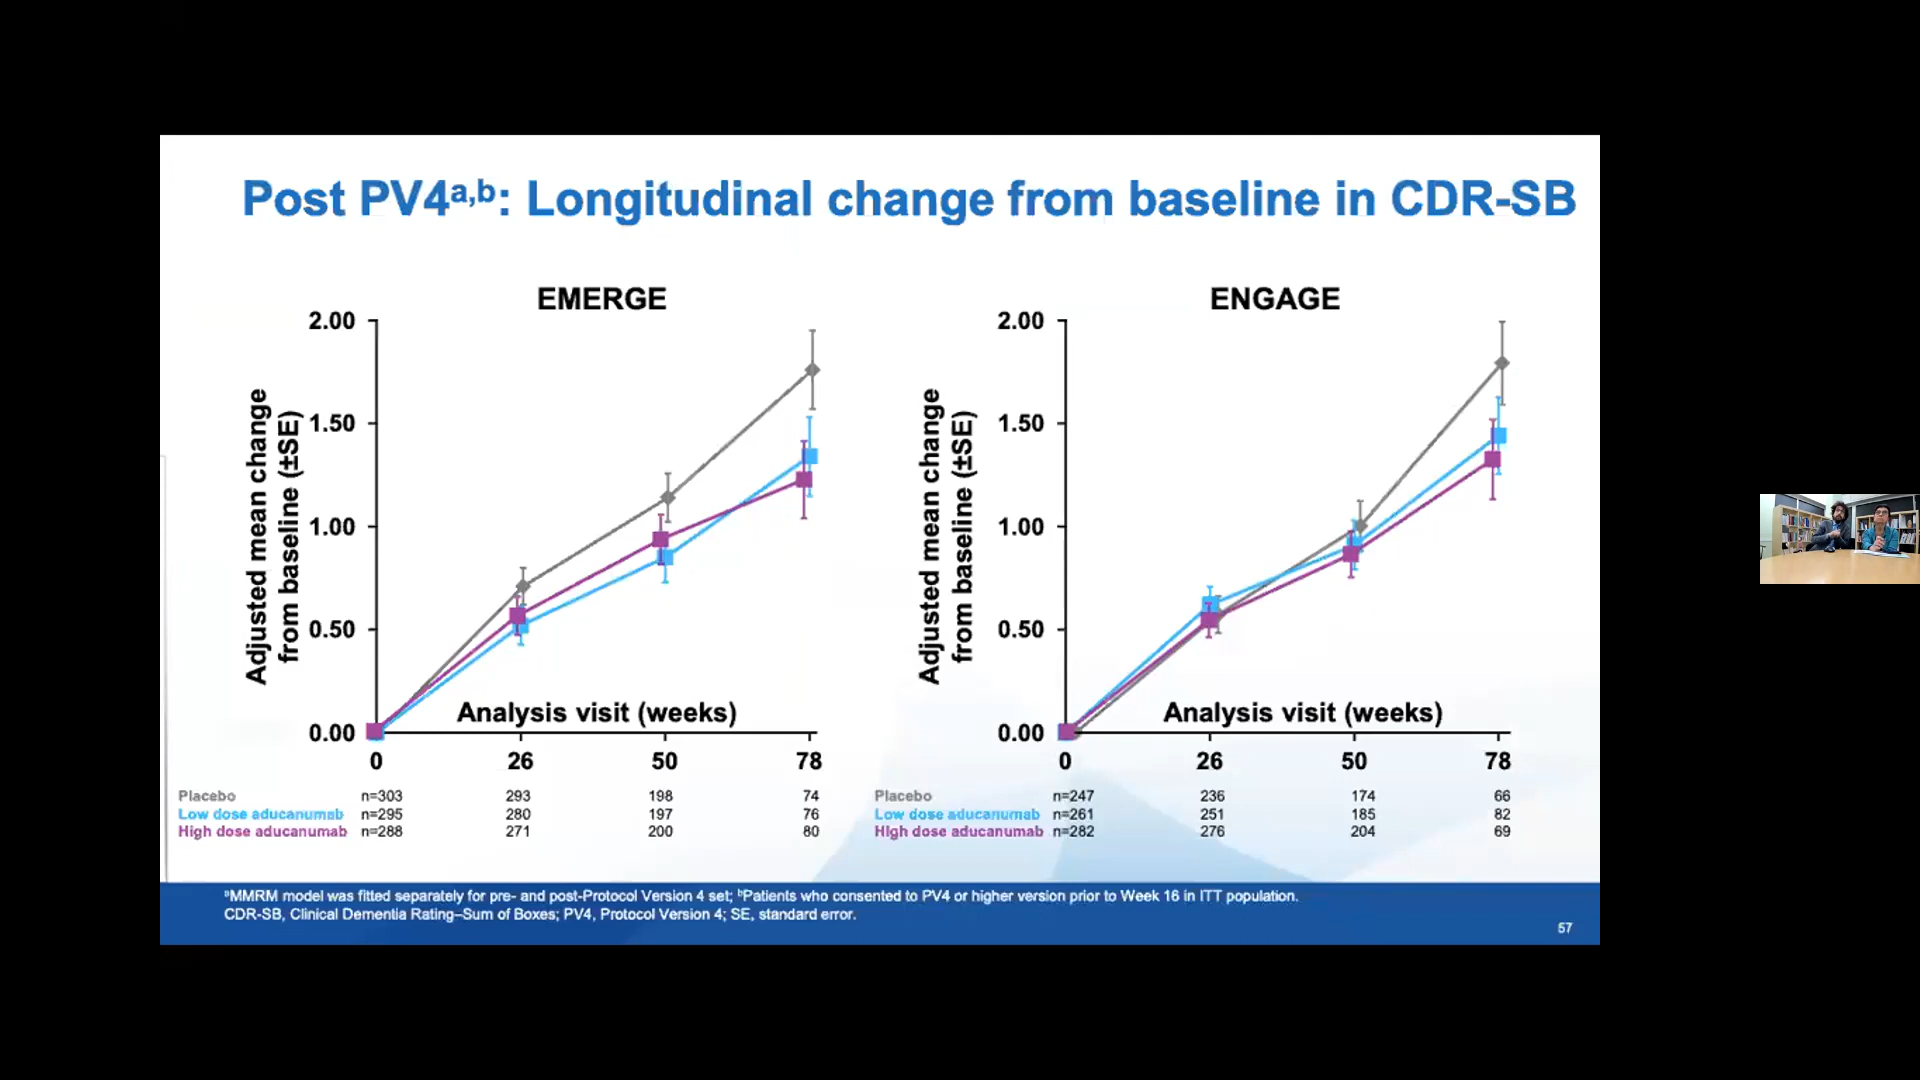 Post PV4a,b: Longitudinal change from baseline in CDR-SB
EMERGE
Adjusted mean change
from baseline (±SE)
2.00
1.50
1.00
0.50
0.00
Analysis visit (weeks)
0 26 50 78
Placebo n=303 293 198 74
Low dose aducanumab n=295 280 197 76
High dose aducanumab n=288 271 200 80
ENGAGE
Adjusted mean change
from baseline (±SE)
2.00
1.50
1.00
0.50
0.00
Analysis visit (weeks)
0 26 50 78
Placebo n=247 236 174 66
Low dose aducanumab n=261 251 185 82
High dose aducanumab n=282 276 204 69
aMMRM model was fitted separately for pre- and post-Protocol Version 4 set; bPatients who consented to PV4 or higher version prior to Week 16 in ITT population.
CDR-SB, Clinical Dementia Rating–Sum of Boxes; PV4, Protocol Version 4; SE, standard error.
57